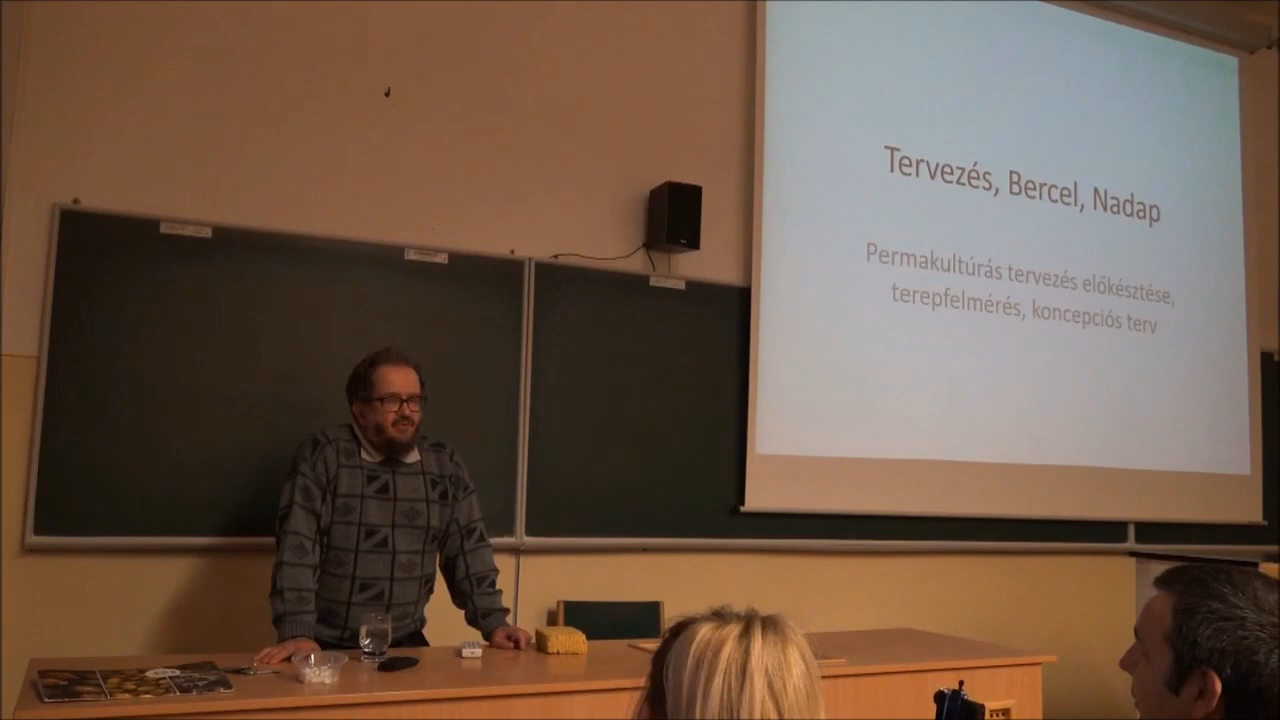 Tervezés, Bercel, Nadap
Permakultúrás tervezés előkésztése,
terepfelmérés, koncepciós terv